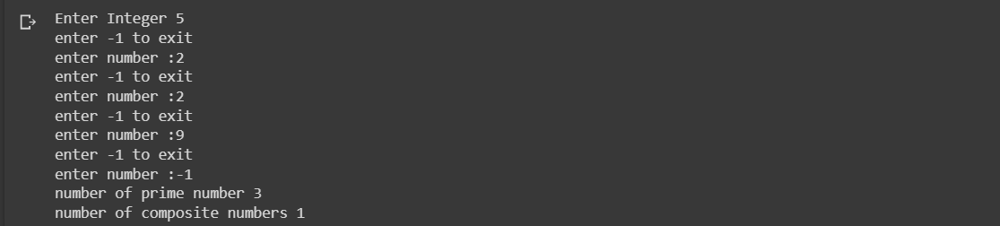 Enter Integer 5
enter -1 to exit
enter number :2
enter -1 to exit
enter number :2
enter -1 to exit
enter number :9
enter -1 to exit
enter number :-1
number of prime number 3
number of composite numbers 1